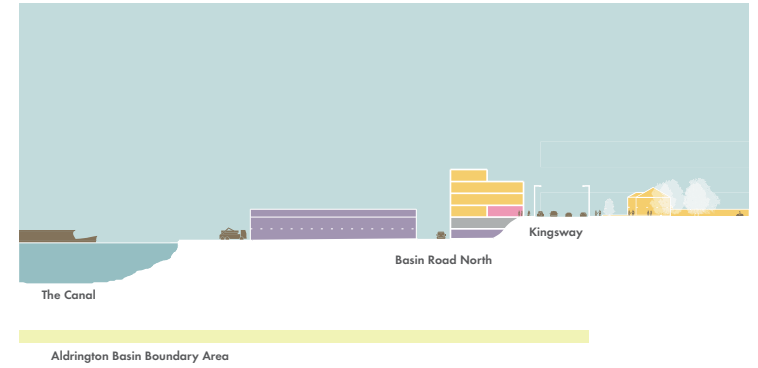 Kingsway
Basin Road North
The Canal
Aldrington Basin Boundary Area